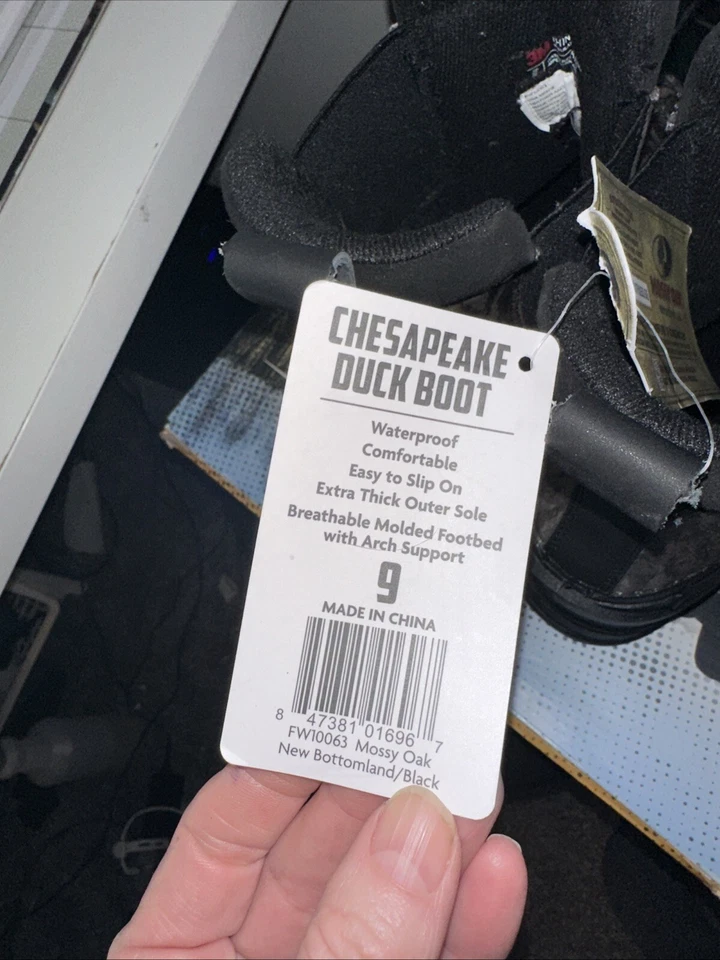 3M
CHESAPEAKE
DUCK BOOT
Waterproof
Comfortable
Easy to Slip On
Extra Thick Outer Sole
Breathable Molded Footbed
with Arch Support
9
MADE IN CHINA
8 47381 01696 7
FW10063 Mossy Oak
New Bottomland/Black